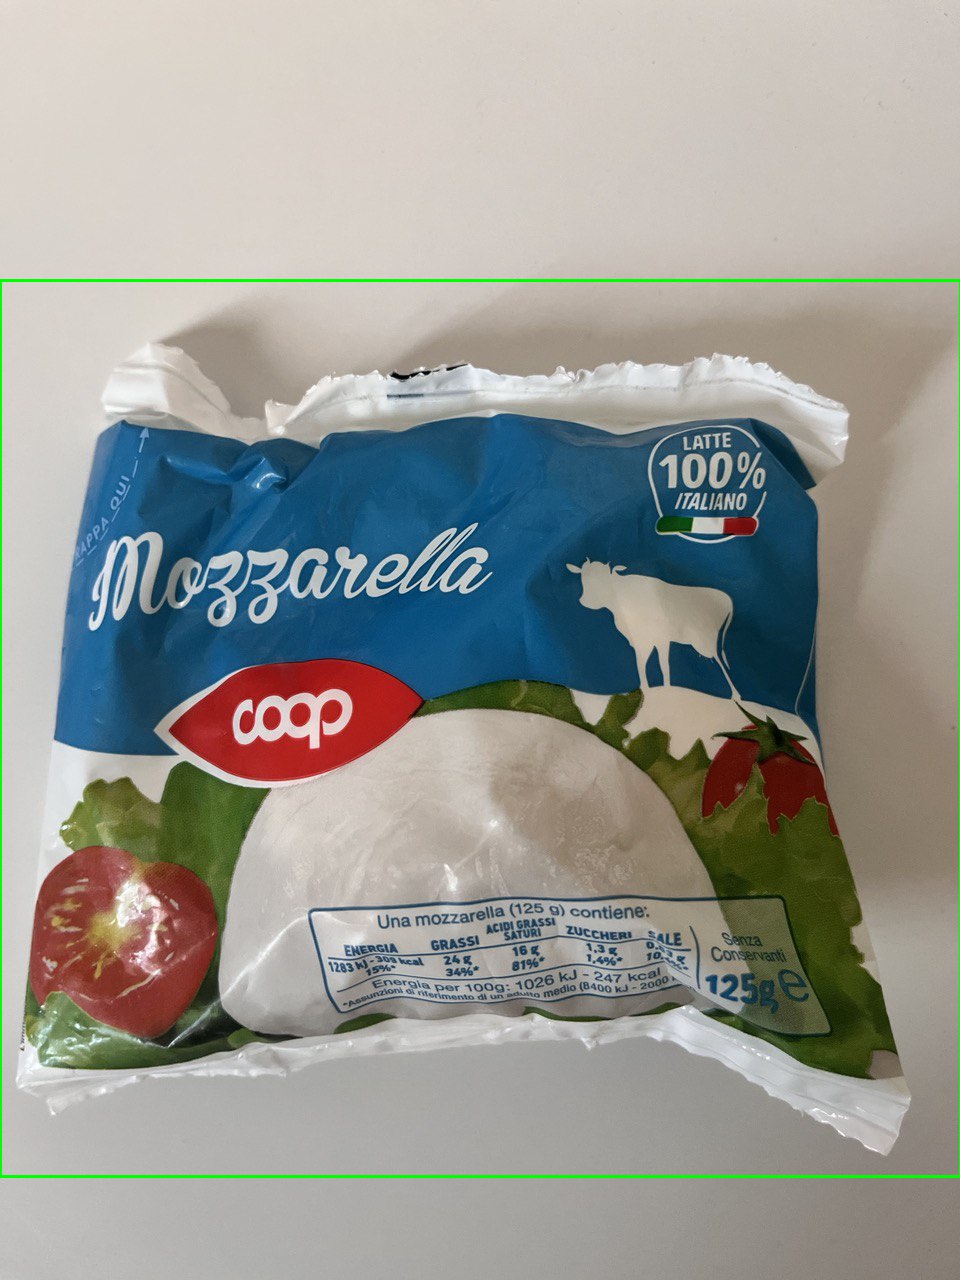 LATTE
100%
ITALIANO
QUI
Mozzarella
coop
Una mozzarella (125 g) contiene:
ENERGIA GRASSI ACIDI GRASSI SATURI ZUCCHERI SALE
1283 kJ - 309 kcal 24 g 16 g 1,3 g
15%* 34%* 81%* 1,4%*
Energia per 100g: 1026 kJ - 247 kcal
*Assunzioni di riferimento di un adulto medio (8400 kJ - 2000
Senza
Conservanti
125g e